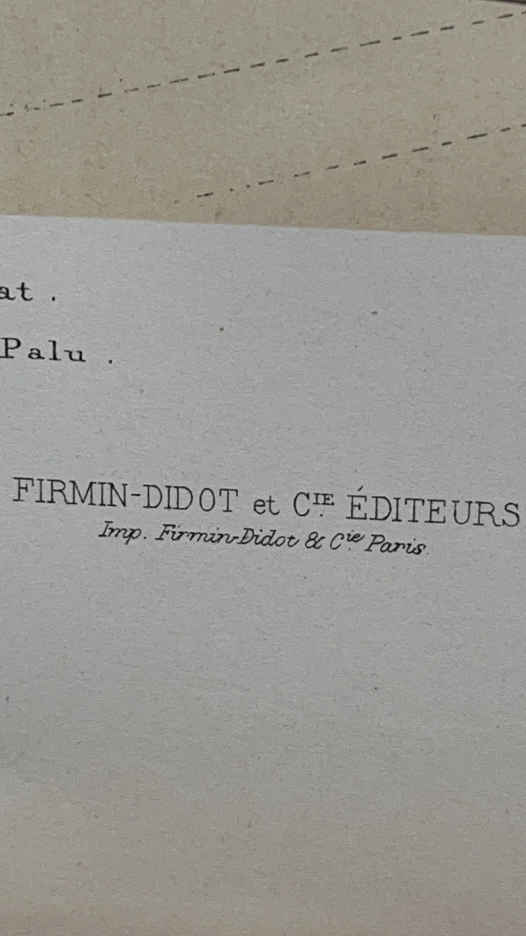 at .
Palu .
FIRMIN-DIDOT et Cᴵᴱ ÉDITEURS
Imp. Firmin-Didot & Cⁱᵉ Paris.